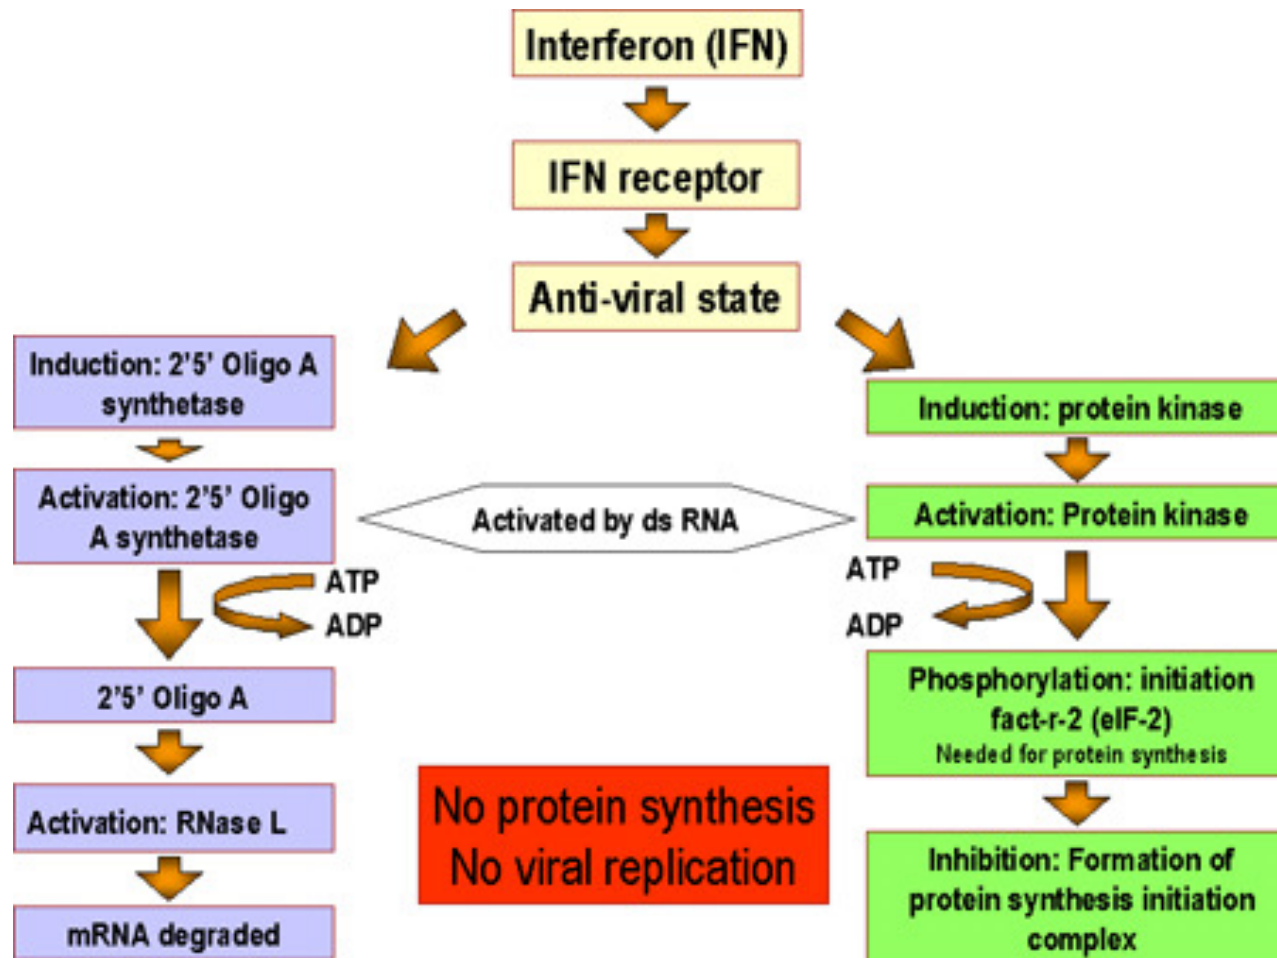 Interferon (IFN)
IFN receptor
Anti-viral state
Induction: 2'5' Oligo A
synthetase
Activation: 2'5' Oligo
A synthetase
ATP
ADP
2'5' Oligo A
Activation: RNase L
mRNA degraded
Activated by ds RNA
No protein synthesis
No viral replication
Induction: protein kinase
Activation: Protein kinase
ATP
ADP
Phosphorylation: initiation
fact-r-2 (eIF-2)
Needed for protein synthesis
Inhibition: Formation of
protein synthesis initiation
complex